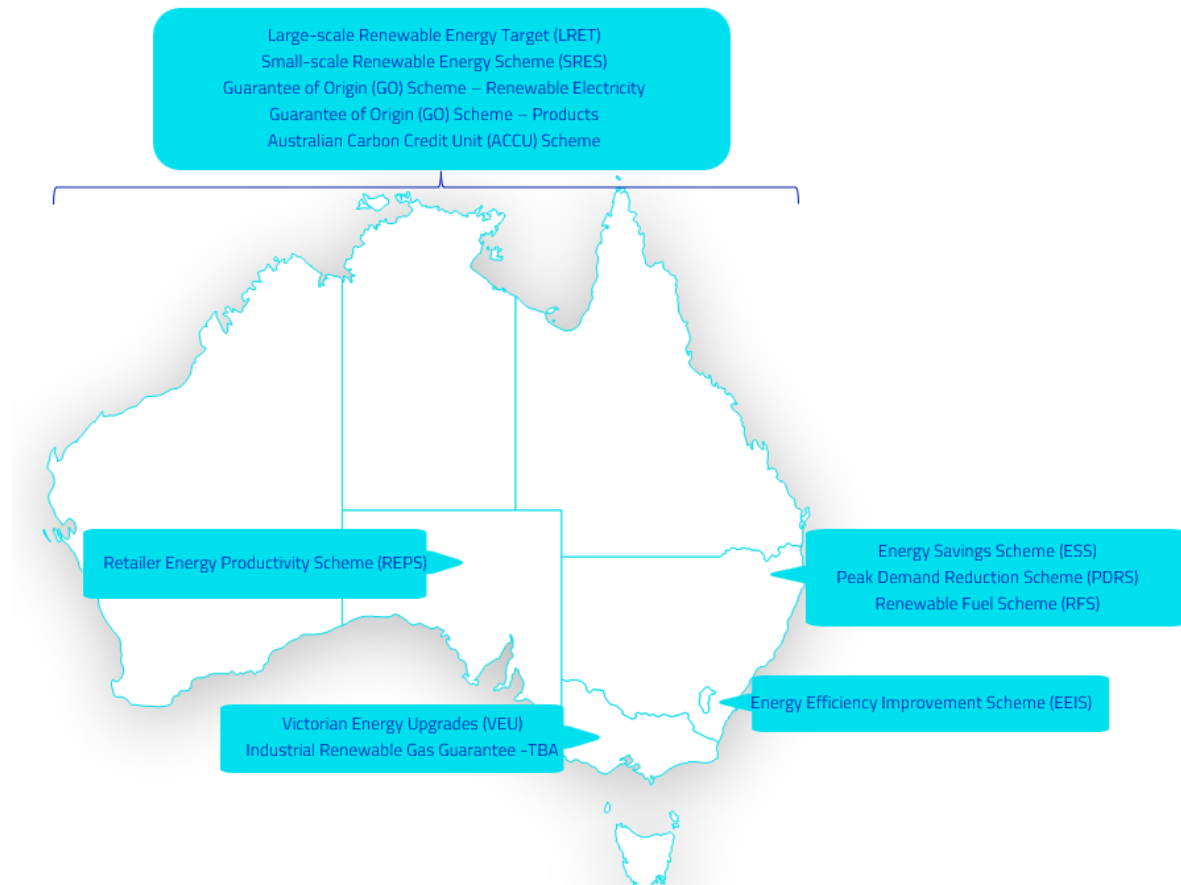 Large-scale Renewable Energy Target (LRET)
Small-scale Renewable Energy Scheme (SRES)
Guarantee of Origin (GO) Scheme – Renewable Electricity
Guarantee of Origin (GO) Scheme – Products
Australian Carbon Credit Unit (ACCU) Scheme
Retailer Energy Productivity Scheme (REPS)
Energy Savings Scheme (ESS)
Peak Demand Reduction Scheme (PDRS)
Renewable Fuel Scheme (RFS)
Energy Efficiency Improvement Scheme (EEIS)
Victorian Energy Upgrades (VEU)
Industrial Renewable Gas Guarantee -TBA